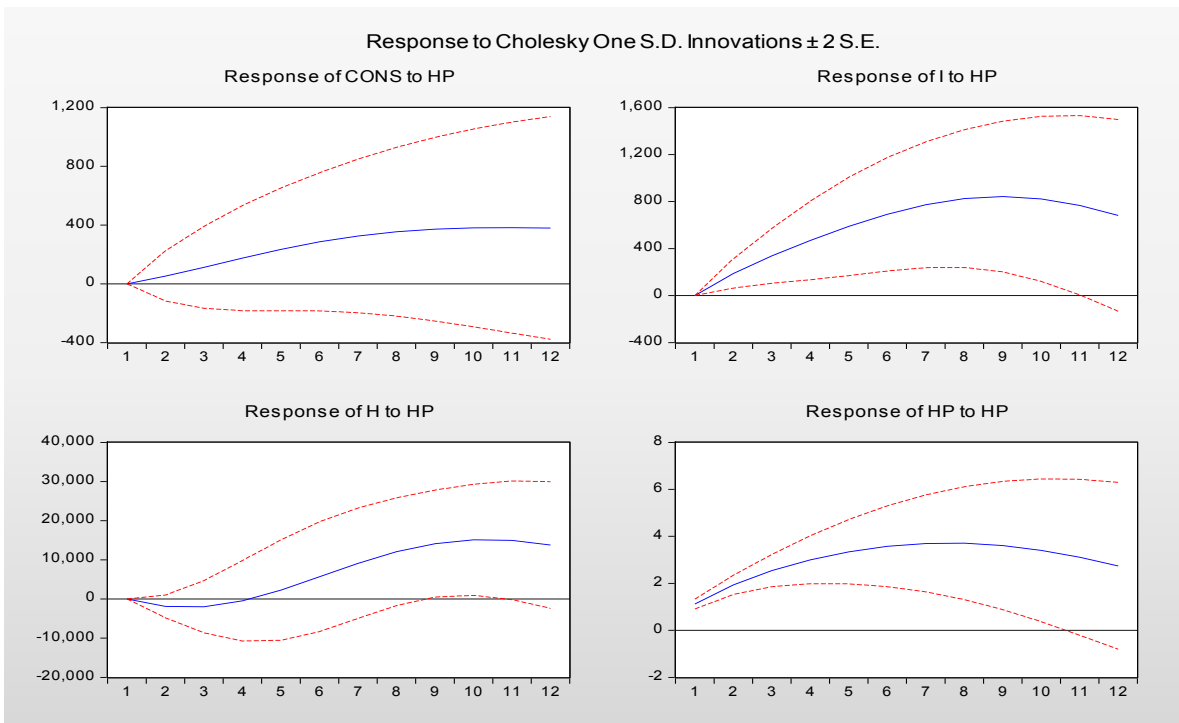 Response to Cholesky One S.D. Innovations ± 2 S.E.
Response of CONS to HP
1,200
800
400
0
-400
1 2 3 4 5 6 7 8 9 10 11 12
Response of I to HP
1,600
1,200
800
400
0
-400
1 2 3 4 5 6 7 8 9 10 11 12
Response of H to HP
40,000
30,000
20,000
10,000
0
-10,000
-20,000
1 2 3 4 5 6 7 8 9 10 11 12
Response of HP to HP
8
6
4
2
0
-2
1 2 3 4 5 6 7 8 9 10 11 12